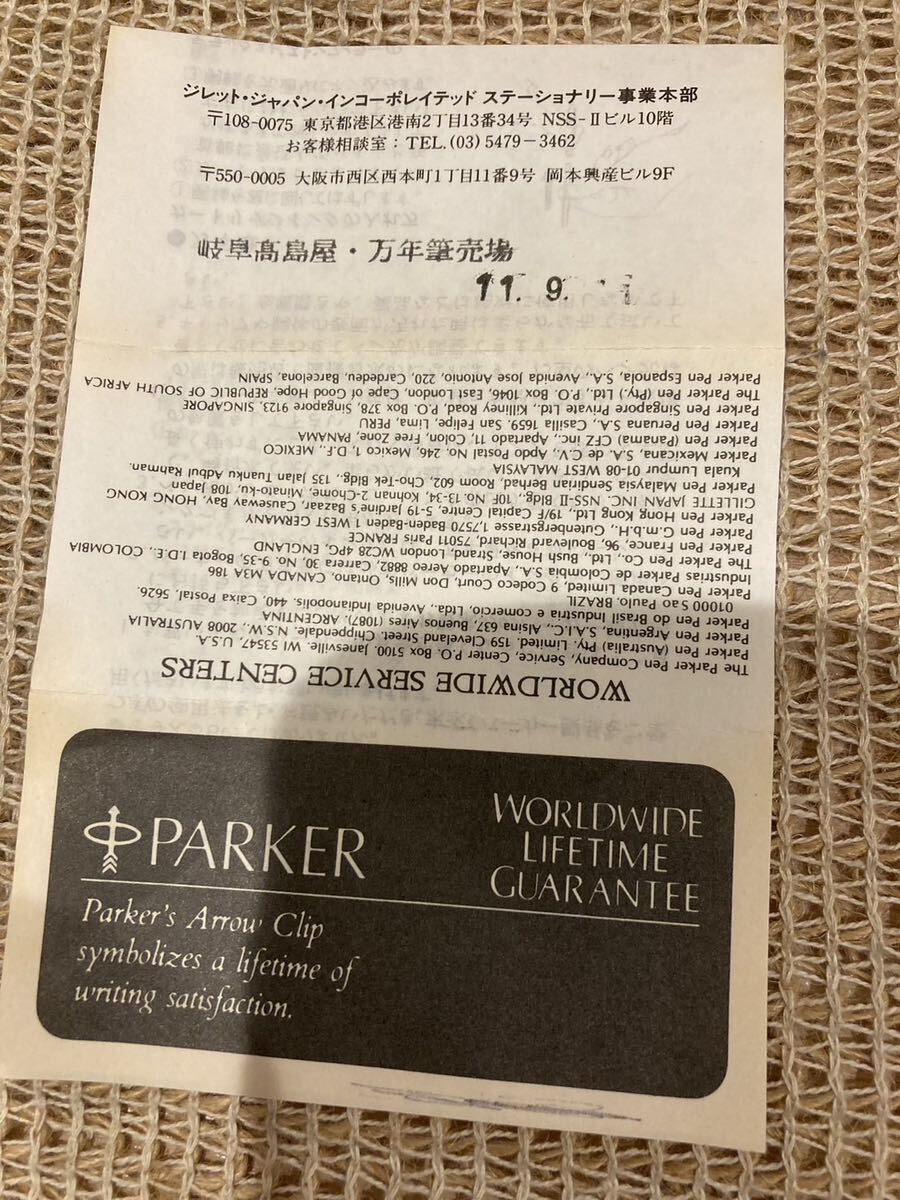 ジレット・ジャパン・インコーポレイテッド ステーショナリー事業本部
〒108-0075 東京都港区港南2丁目13番34号 NSS-Ⅱビル10階
お客様相談室：TEL.(03)5479-3462
〒550-0005 大阪市西区西本町1丁目11番9号 岡本興産ビル9F
岐阜髙島屋・万年筆売場
11. 9.
WORLDWIDE SERVICE CENTERS
The Parker Pen Company, Service, Center P.O. Box 5100. Janesville, WI 53547, U.S.A.
Parker Pen (Australia) Pty. Limited. 159 Cleveland Street. Chippendale, N.S.W., 2008 AUSTRALIA
Parker Pen Argentina, S.A.I.C., Alsina 637, Buenos Aires (1087). ARGENTINA
Parker Pen do Brasil Industria e comercio, Ltda., Avenida Indianopolis, 440, Caixa Postal, 5626.
01000 Sao Paulo. BRAZIL
Parker Pen Canada Limited, 9 Codeco Court, Don Mills, Ontario, CANADA M3A 186
Industrias Parker de Colombia S.A., Apartado Aereo 8882, Carrera 30, No. 9-35, Bogota I.D.E., COLOMBIA
The Parker Pen Co., Ltd., Bush House, Strand, London WC28 4PG, ENGLAND
Parker Pen France, 96, Boulevard Richard, 75011 Paris FRANCE
Parker Pen G.m.b.H., Gutenbergstrasse 1,7570 Baden-Baden 1 WEST GERMANY
Parker Pen Hong Kong Ltd., 19/F Capital Centre, 5-19 Jardine's Bazaar, Causeway Bay, HONG KONG
GILLETTE JAPAN INC. NSS-II Bldg., 10F No.13-34, Kohnan 2-Chome, Minato-ku, 108 Japan
Parker Pen Malaysia Sendirian Berhad, Room 602, Cho-Tek Bldg., 135 Jalan Tuanku Adbul Rahman.
Kuala Lumpur 01-08 WEST MALAYSIA
Parker Mexicana, S.A. de C.V., Apdo Postal No. 246, Mexico 1, D.F., MEXICO
Parker Pen (Panama) CFZ inc., Apartado 11, Colon, Free Zone, PANAMA
Parker Pen Peruana S.A., Casilla 1659, San Felipe, Lima, PERU
Parker Pen Singapore Private Ltd., Killiney Road, P.O. Box 378, Singapore 9123, SINGAPORE
The Parker Pen (Pty.) Ltd., P.O. Box 1046, East London, Cape of Good Hope, REPUBLIC OF SOUTH AFRICA
Parker Pen Espanola, S.A., Avenida Jose Antonio, 220, Cardedeu, Barcelona, SPAIN
PARKER
WORLDWIDE
LIFETIME
GUARANTEE
Parker's Arrow Clip
symbolizes a lifetime of
writing satisfaction.